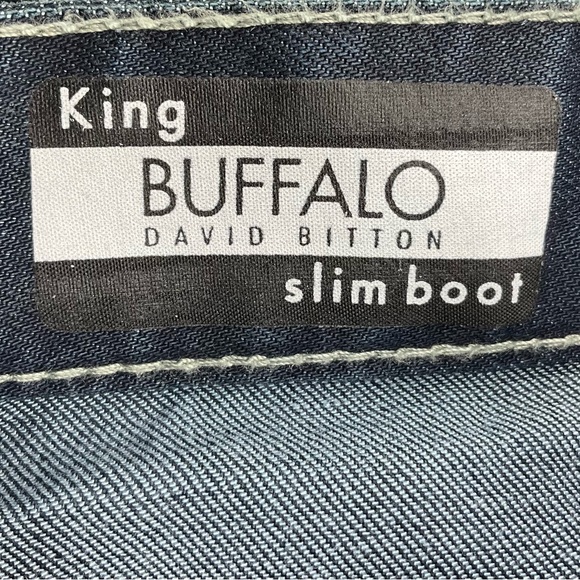 King
BUFFALO
DAVID BITTON
slim boot